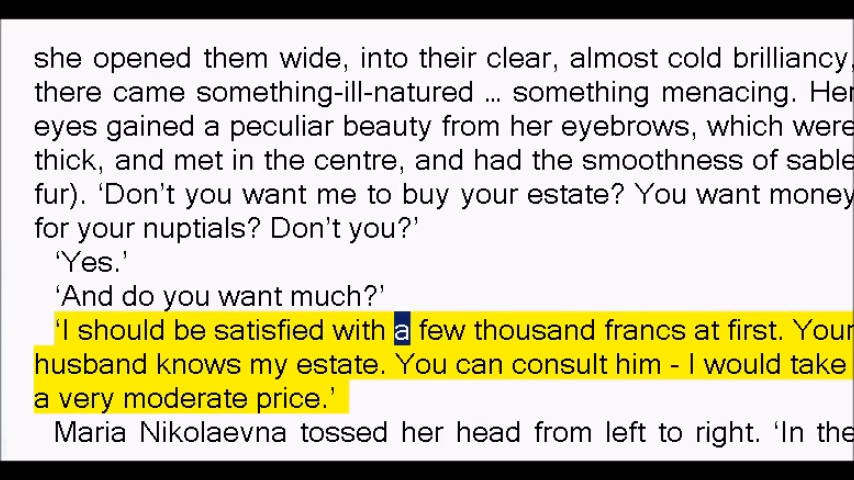 she opened them wide, into their clear, almost cold brilliancy,
there came something-ill-natured ... something menacing. Her
eyes gained a peculiar beauty from her eyebrows, which were
thick, and met in the centre, and had the smoothness of sable
fur). ‘Don’t you want me to buy your estate? You want money
for your nuptials? Don’t you?’
‘Yes.’
‘And do you want much?’
‘I should be satisfied with a few thousand francs at first. Your
husband knows my estate. You can consult him - I would take
a very moderate price.’
Maria Nikolaevna tossed her head from left to right. ‘In the